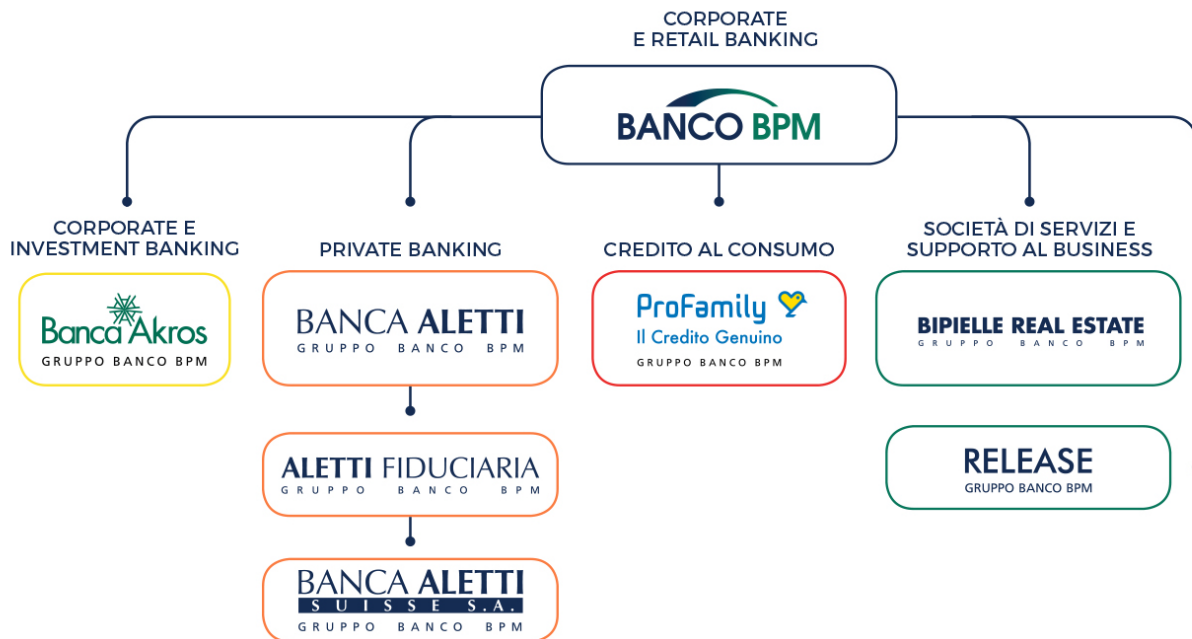 CORPORATE
E RETAIL BANKING
BANCO BPM
CORPORATE E
INVESTMENT BANKING
Banca Akros
GRUPPO BANCO BPM
PRIVATE BANKING
BANCA ALETTI
GRUPPO BANCO BPM
ALETTI FIDUCIARIA
GRUPPO BANCO BPM
BANCA ALETTI
SUISSE S.A.
GRUPPO BANCO BPM
CREDITO AL CONSUMO
ProFamily
Il Credito Genuino
GRUPPO BANCO BPM
SOCIETÀ DI SERVIZI E
SUPPORTO AL BUSINESS
BIPIELLE REAL ESTATE
GRUPPO BANCO BPM
RELEASE
GRUPPO BANCO BPM